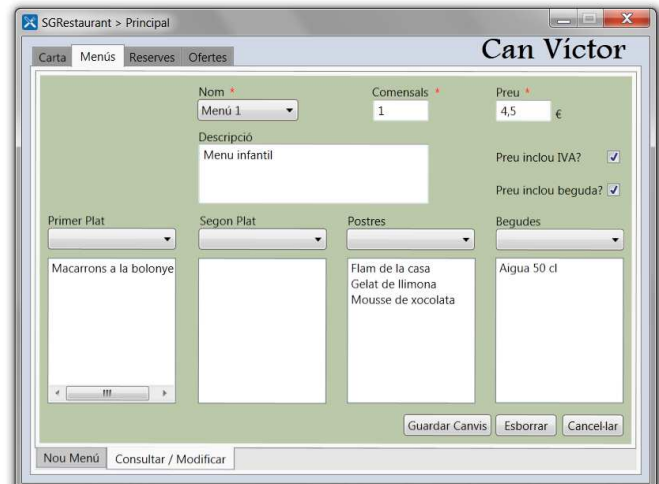 SGRestaurant > Principal
Carta Menús Reserves Ofertes
Can Víctor
Nom * Comensals * Preu *
Menú 1 1 4,5 €
Descripció
Menu infantil
Preu inclou IVA?
Preu inclou beguda?
Primer Plat Segon Plat Postres Begudes
Macarrons a la bolonye Flam de la casa Aigua 50 cl
Gelat de llimona
Mousse de xocolata
Guardar Canvis Esborrar Cancel·lar
Nou Menú Consultar / Modificar